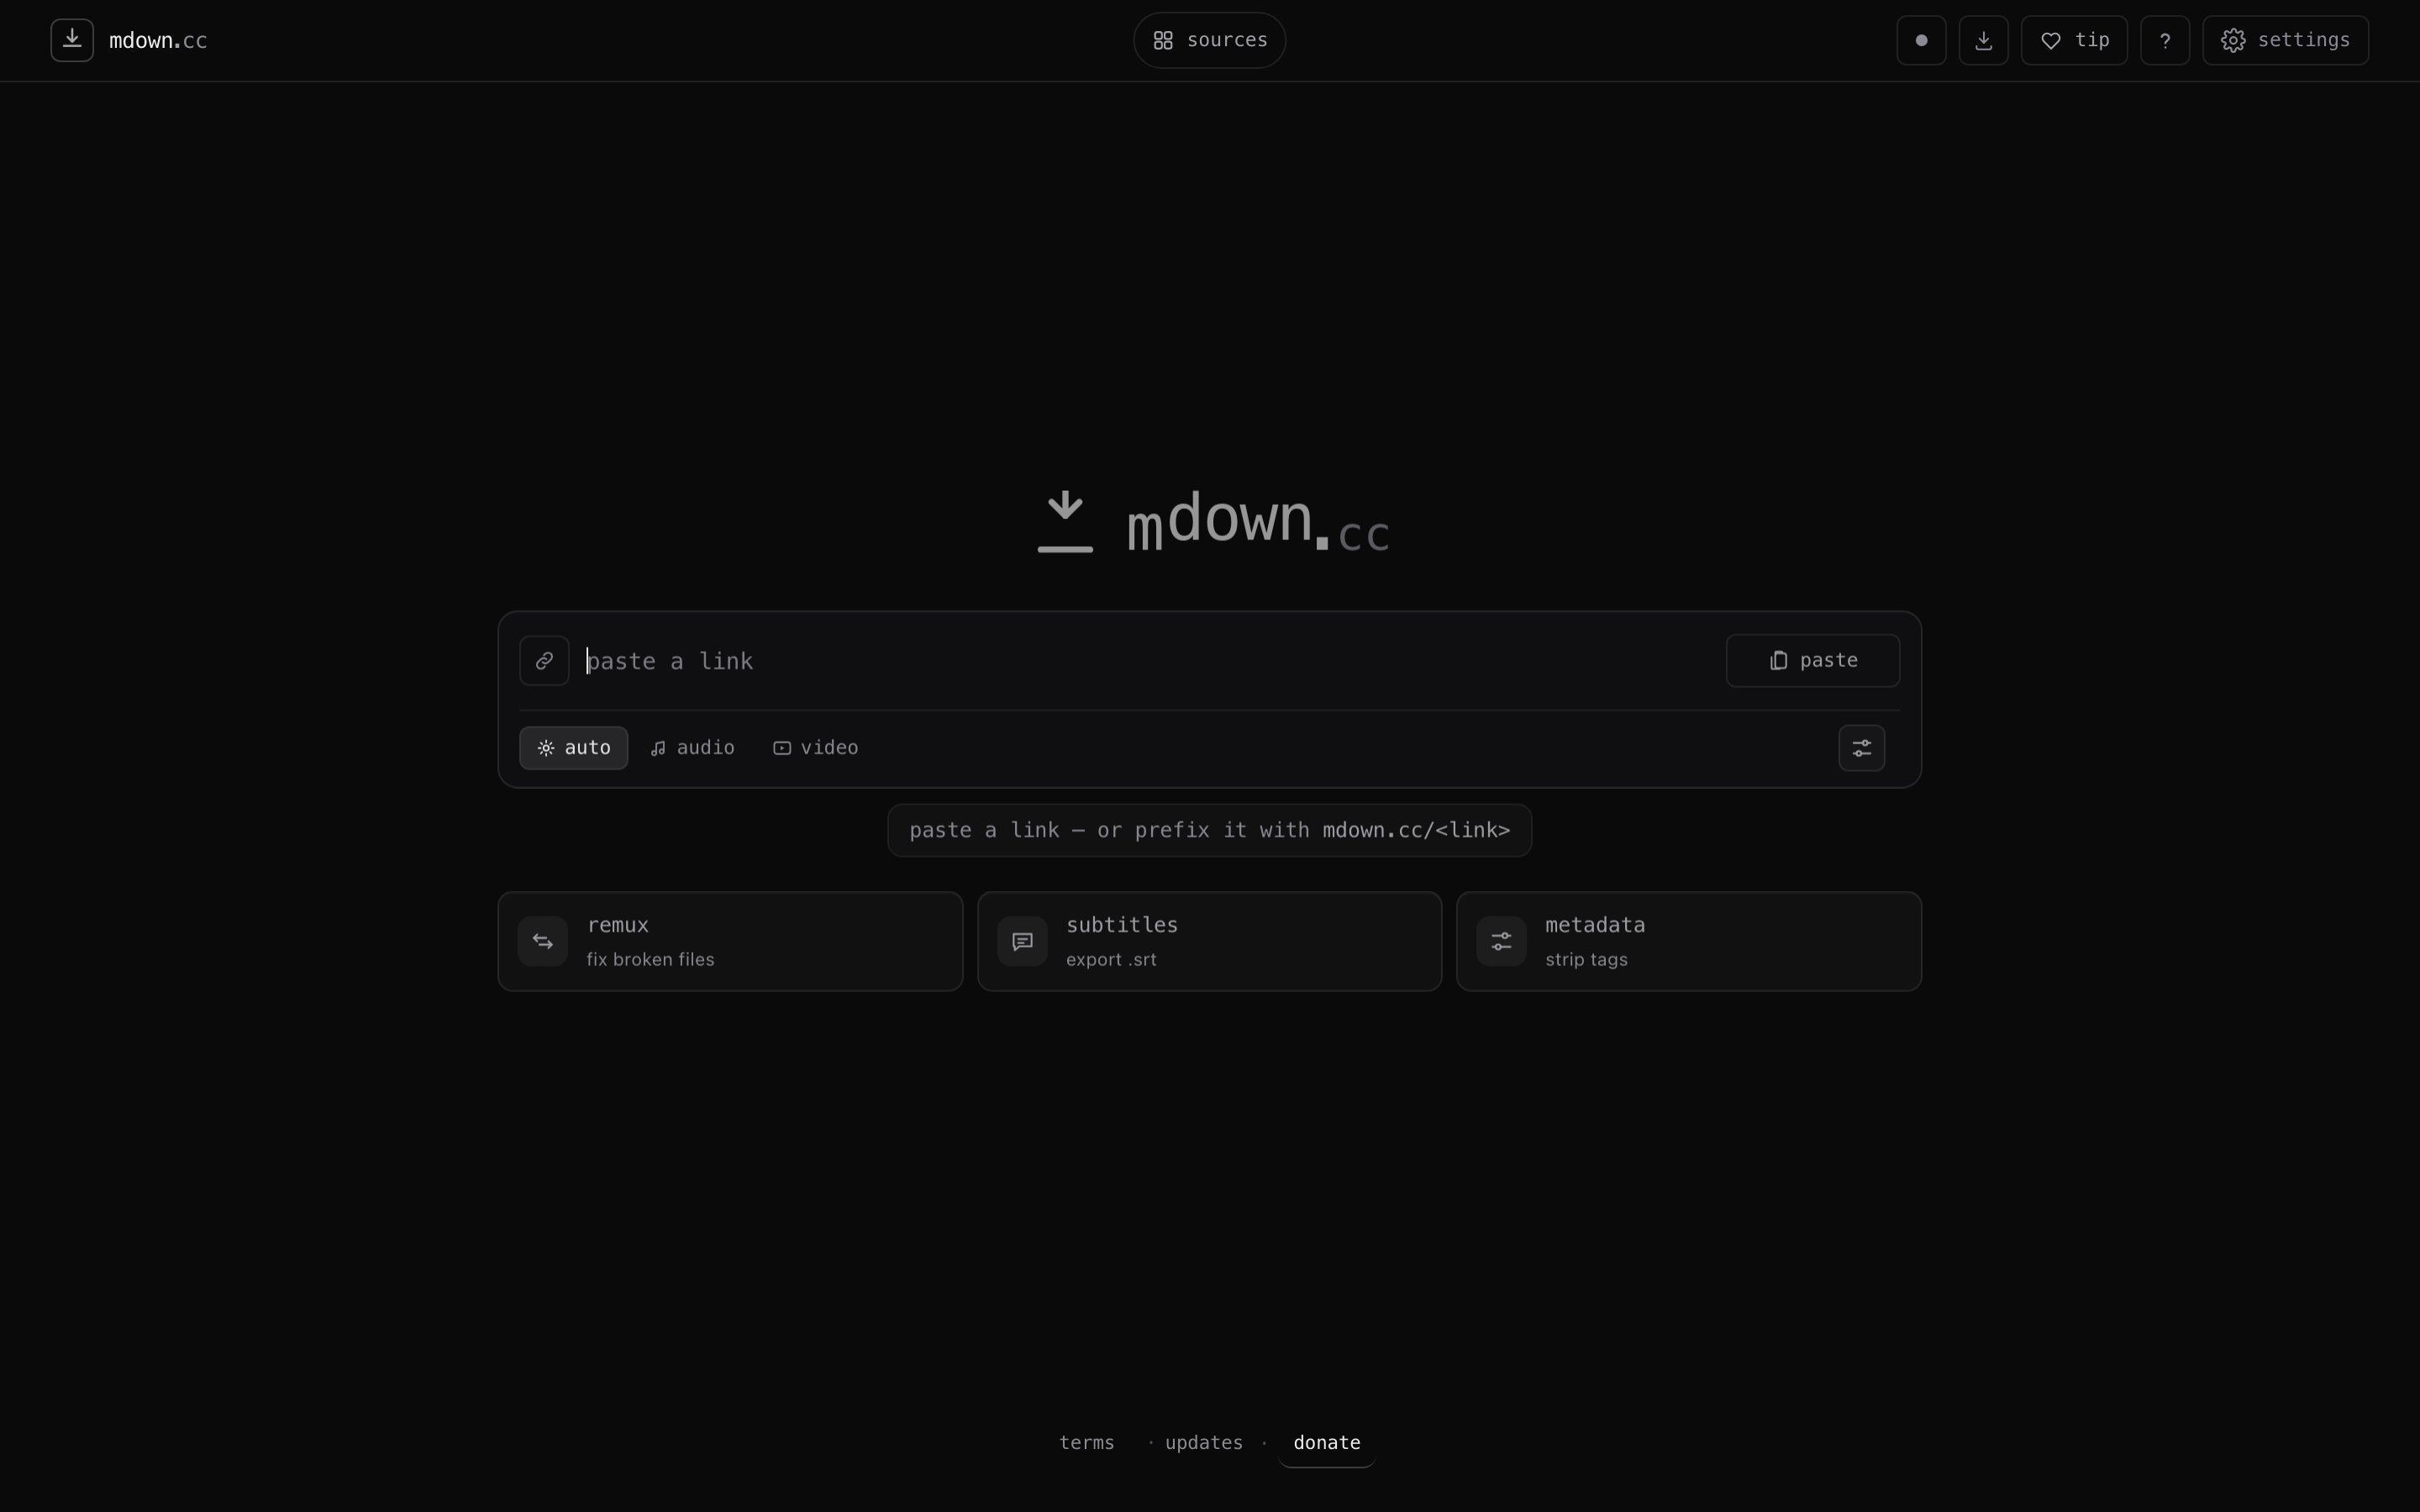 mdown.cc
sources
tip
?
settings
mdown.cc
paste a link
paste
auto
audio
video
paste a link — or prefix it with mdown.cc/<link>
remux
fix broken files
subtitles
export .srt
metadata
strip tags
terms · updates · donate